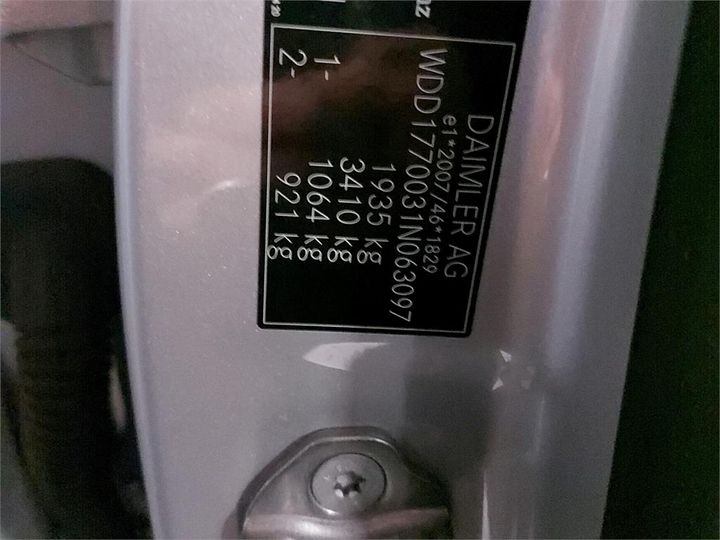 DAIMLER AG
e1*2007/46*1829
WDD1770031N063097
1935 kg
3410 kg
1- 1064 kg
2- 921 kg